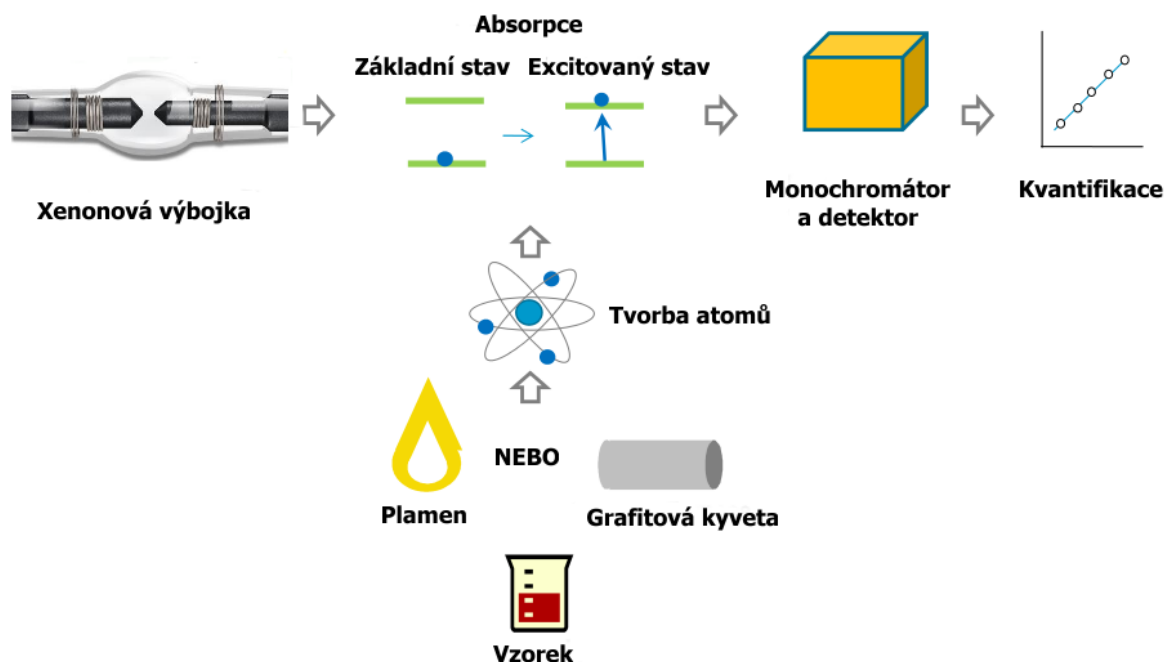 Absorpce
Základní stav
Excitovaný stav
Xenonová výbojka
Monochromátor
a detektor
Kvantifikace
Tvorba atomů
NEBO
Plamen
Grafitová kyveta
Vzorek